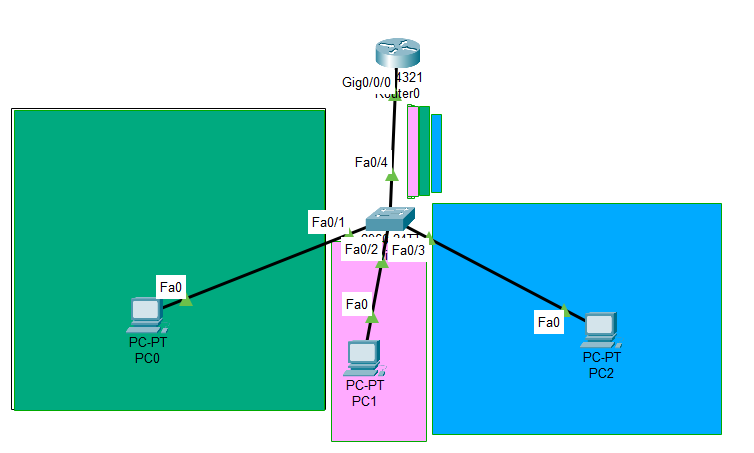 Gig0/0/0
4321
Router0
Fa0/4
Fa0/1
Fa0/2
Fa0/3
Fa0
PC-PT
PC0
Fa0
PC-PT
PC1
Fa0
PC-PT
PC2